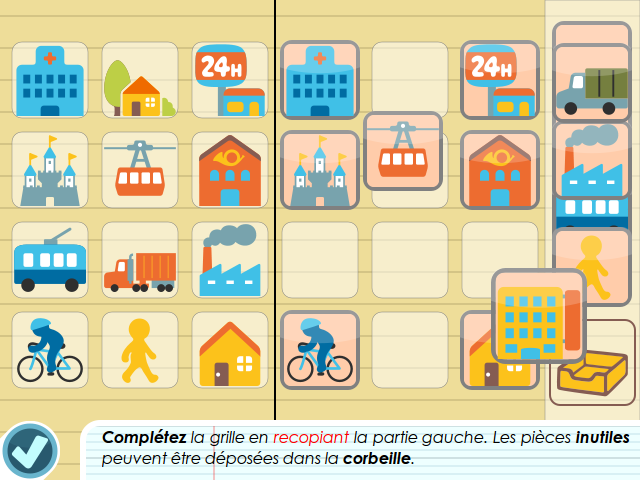 24H
24H
Complétez la grille en recopiant la partie gauche. Les pièces inutiles
peuvent être déposées dans la corbeille.